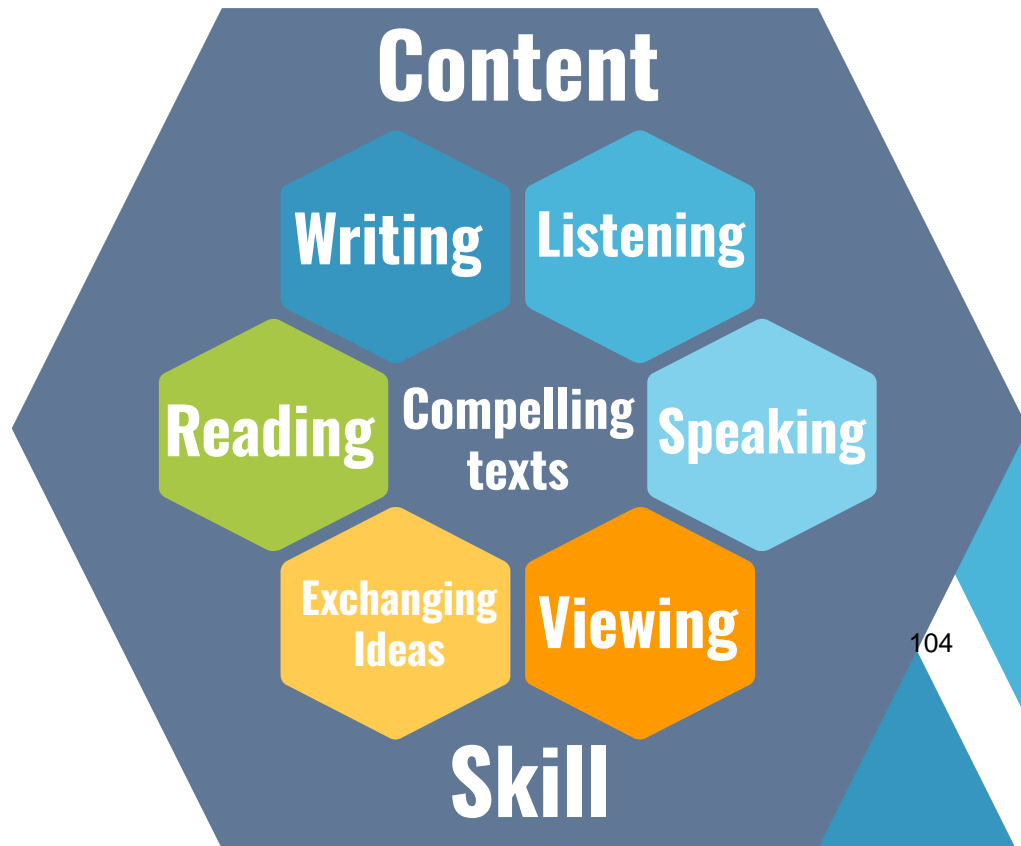 Content
Writing
Listening
Reading
Compelling
texts
Speaking
Exchanging
Ideas
Viewing
104
Skill